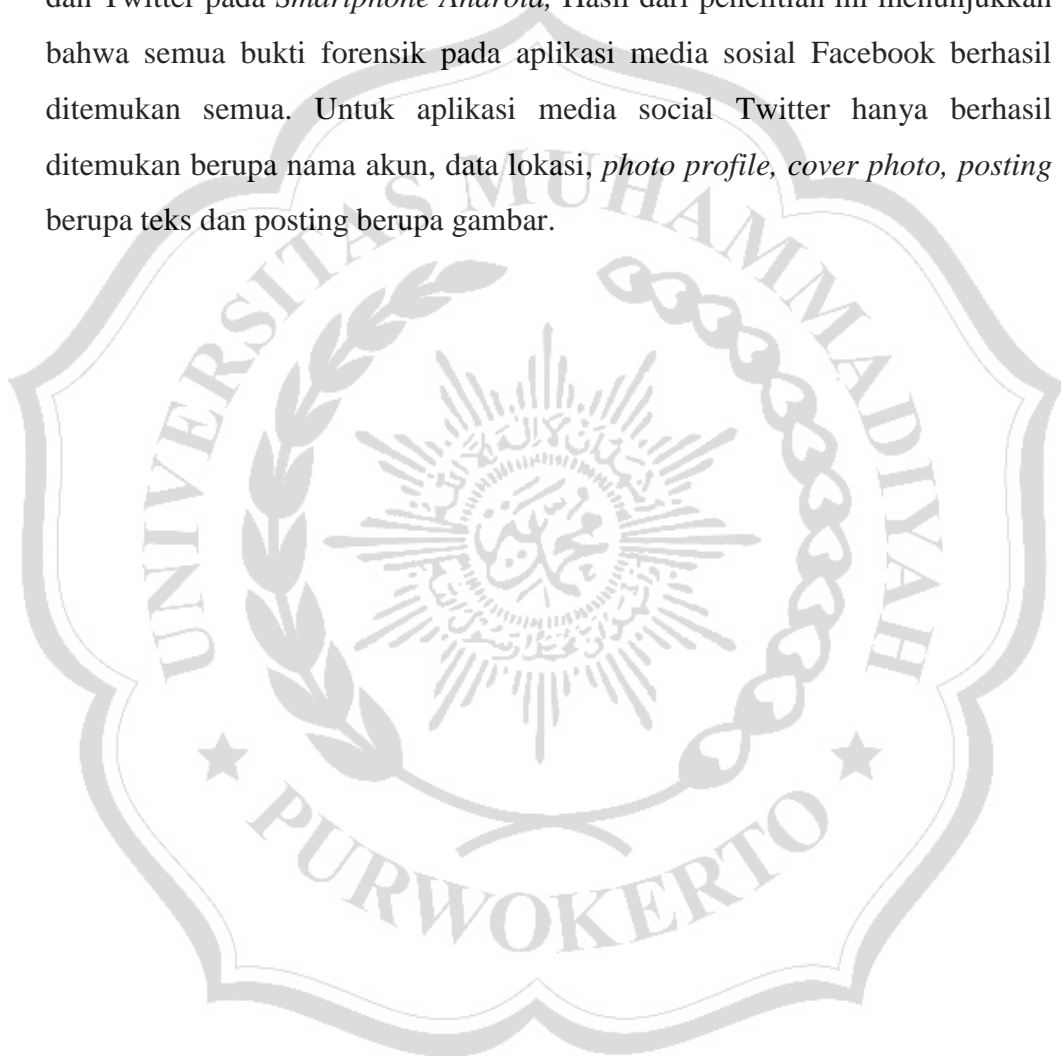 dan Twitter pada Smartphone Android, Hasil dari penelitian ini menunjukkan
bahwa semua bukti forensik pada aplikasi media sosial Facebook berhasil
ditemukan semua. Untuk aplikasi media social Twitter hanya berhasil
ditemukan berupa nama akun, data lokasi, photo profile, cover photo, posting
berupa teks dan posting berupa gambar.
UNIVERSITAS MUHAMMADIYAH
PURWOKERTO